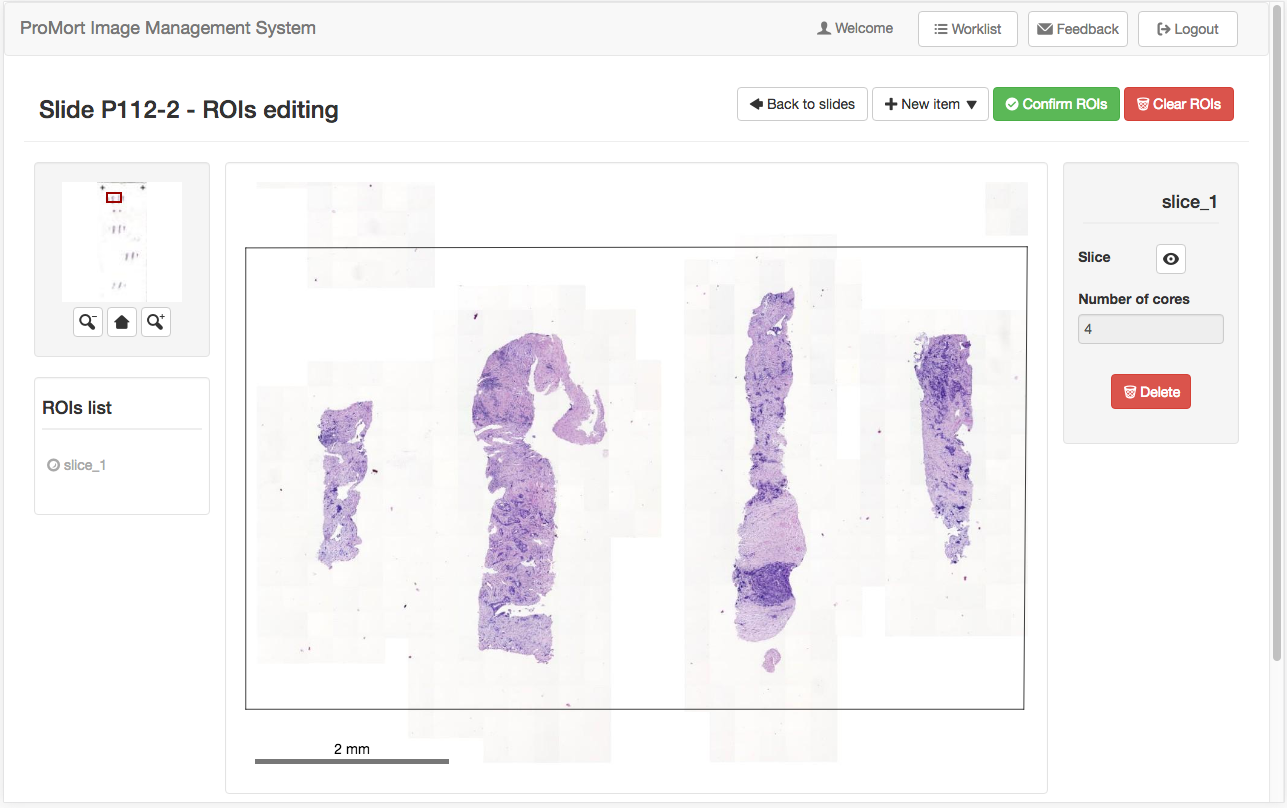 ProMort Image Management System
Welcome
Worklist
Feedback
Logout
Slide P112-2 - ROIs editing
Back to slides
New item
Confirm ROIs
Clear ROIs
slice_1
Slice
Number of cores
4
Delete
ROIs list
slice_1
2 mm